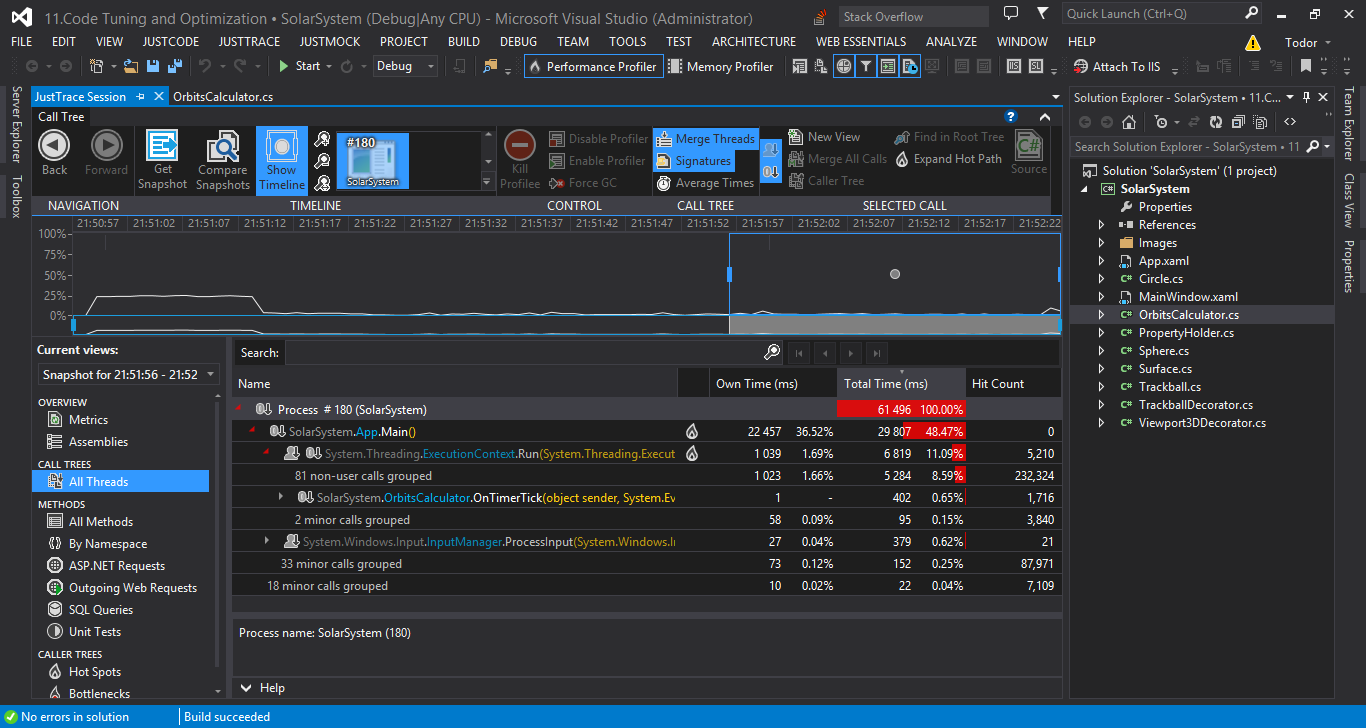 11.Code Tuning and Optimization • SolarSystem (Debug|Any CPU) - Microsoft Visual Studio (Administrator)
Stack Overflow
Quick Launch (Ctrl+Q)
FILE EDIT VIEW JUSTCODE JUSTTRACE JUSTMOCK PROJECT BUILD DEBUG TEAM TOOLS TEST ARCHITECTURE WEB ESSENTIALS ANALYZE WINDOW HELP Todor
Start Debug Performance Profiler Memory Profiler Attach To IIS
Server Explorer
Toolbox
JustTrace Session OrbitsCalculator.cs
Call Tree
Back Forward Get Snapshot Compare Snapshots Show Timeline
#180
SolarSystem
Kill Profiler
Disable Profiler
Enable Profiler
Force GC
Merge Threads
Signatures
Average Times
New View
Merge All Calls
Caller Tree
Find in Root Tree
Expand Hot Path
Source
NAVIGATION TIMELINE CONTROL CALL TREE SELECTED CALL
21:50:57 21:51:02 21:51:07 21:51:12 21:51:17 21:51:22 21:51:27 21:51:32 21:51:37 21:51:42 21:51:47 21:51:52 21:51:57 21:52:02 21:52:07 21:52:12 21:52:17 21:52:22
100%
75%
50%
25%
0%
Current views:
Snapshot for 21:51:56 - 21:52
OVERVIEW
Metrics
Assemblies
CALL TREES
All Threads
METHODS
All Methods
By Namespace
ASP.NET Requests
Outgoing Web Requests
SQL Queries
Unit Tests
CALLER TREES
Hot Spots
Bottlenecks
Search:
Name Own Time (ms) Total Time (ms) Hit Count
Process # 180 (SolarSystem) 61 496 100.00%
SolarSystem.App.Main() 22 457 36.52% 29 807 48.47% 0
System.Threading.ExecutionContext.Run(System.Threading.Execut 1 039 1.69% 6 819 11.09% 5,210
81 non-user calls grouped 1 023 1.66% 5 284 8.59% 232,324
SolarSystem.OrbitsCalculator.OnTimerTick(object sender, System.Ev 1 - 402 0.65% 1,716
2 minor calls grouped 58 0.09% 95 0.15% 3,840
System.Windows.Input.InputManager.ProcessInput(System.Windows.I 27 0.04% 379 0.62% 21
33 minor calls grouped 73 0.12% 152 0.25% 87,971
18 minor calls grouped 10 0.02% 22 0.04% 7,109
Process name: SolarSystem (180)
Help
Solution Explorer - SolarSystem • 11.C...
Search Solution Explorer - SolarSystem • 11
Solution 'SolarSystem' (1 project)
SolarSystem
Properties
References
Images
App.xaml
Circle.cs
MainWindow.xaml
OrbitsCalculator.cs
PropertyHolder.cs
Sphere.cs
Surface.cs
Trackball.cs
TrackballDecorator.cs
Viewport3DDecorator.cs
Team Explorer
Class View
Properties
No errors in solution
Build succeeded